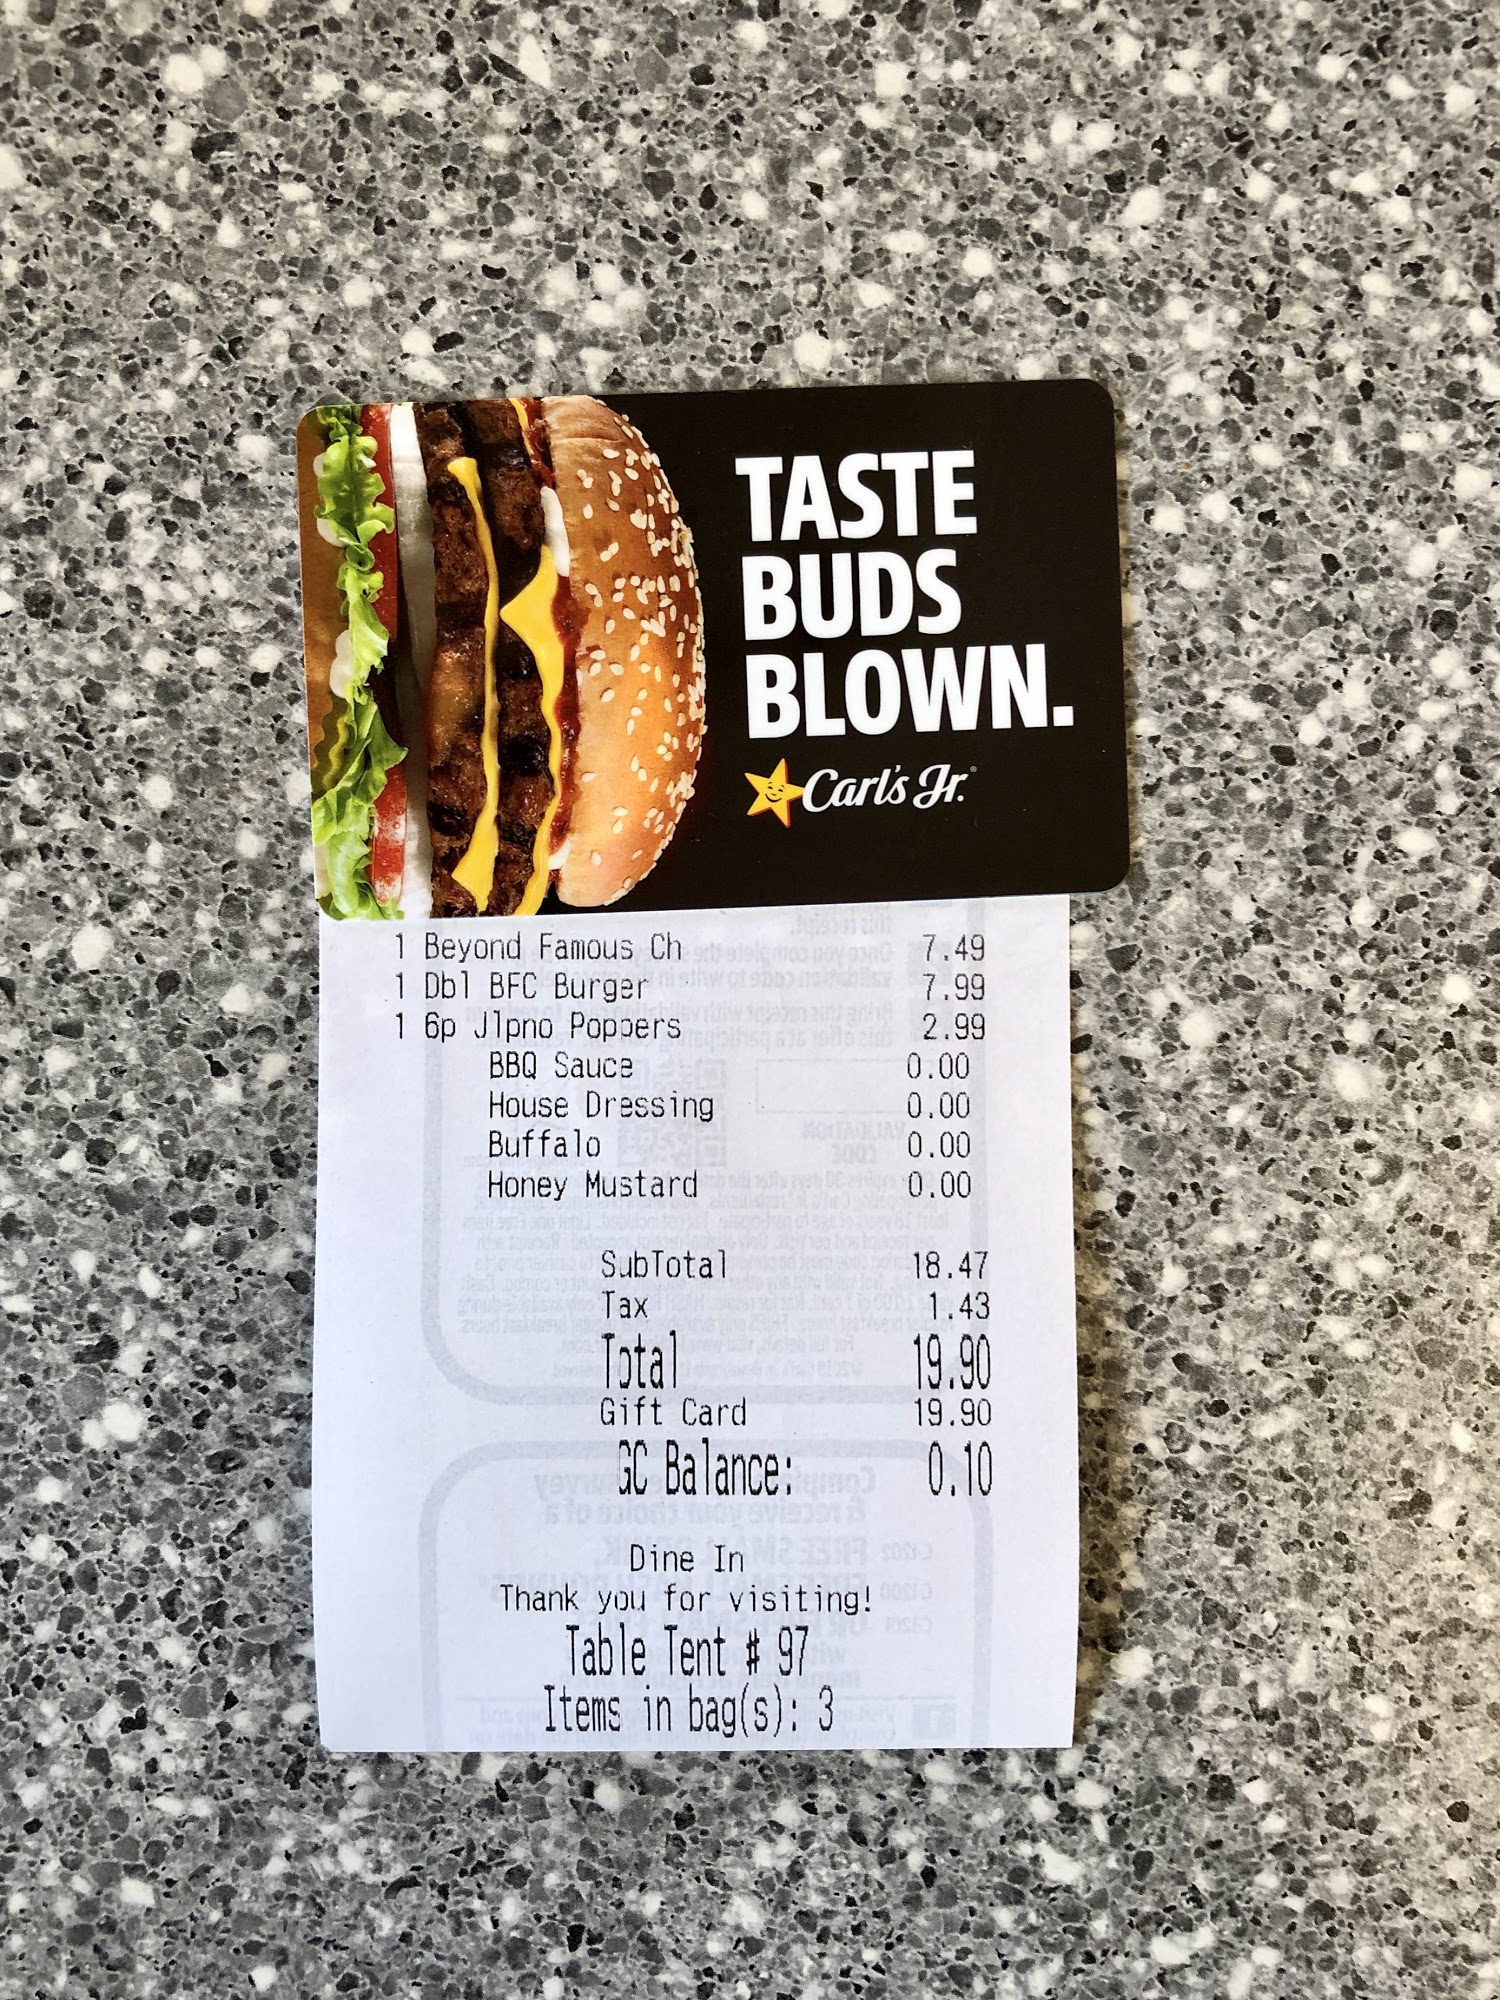 TASTE
BUDS
BLOWN.
Carl's Jr.®
1 Beyond Famous Ch 7.49
1 Dbl BFC Burger 7.99
1 6p Jlpno Poppers 2.99
BBQ Sauce 0.00
House Dressing 0.00
Buffalo 0.00
Honey Mustard 0.00
SubTotal 18.47
Tax 1.43
Total 19.90
Gift Card 19.90
GC Balance: 0.10
Dine In
Thank you for visiting!
Table Tent # 97
Items in bag(s): 3